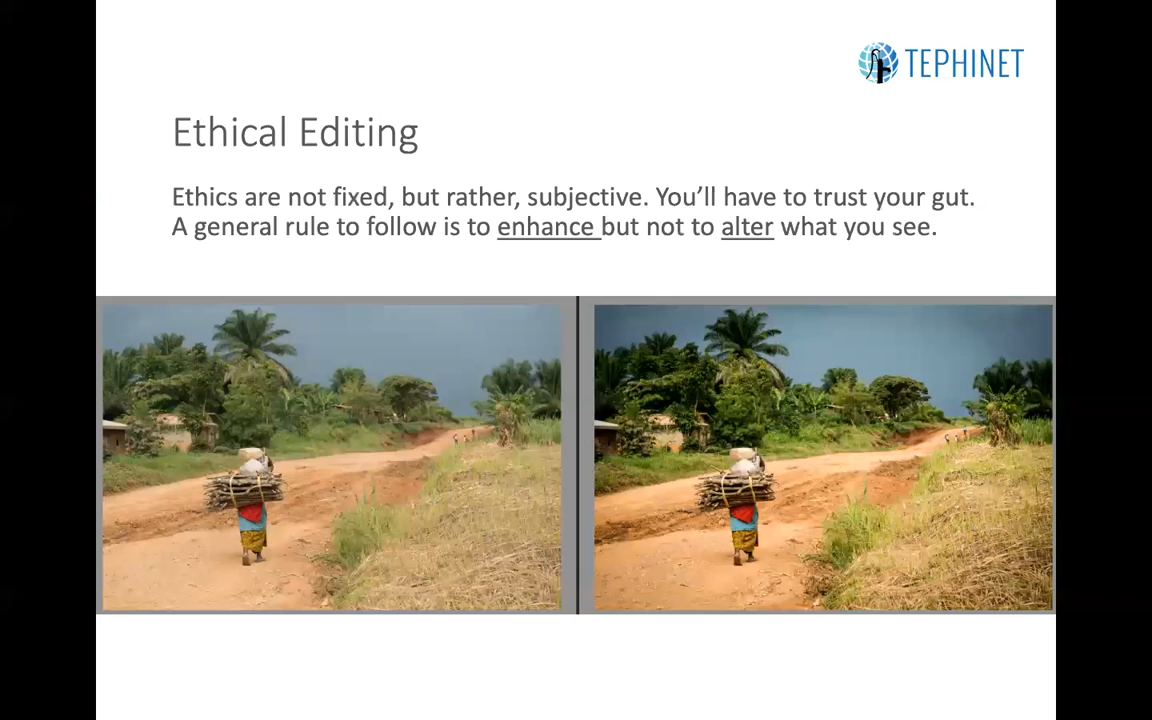 TEPHINET
Ethical Editing
Ethics are not fixed, but rather, subjective. You’ll have to trust your gut.
A general rule to follow is to enhance but not to alter what you see.